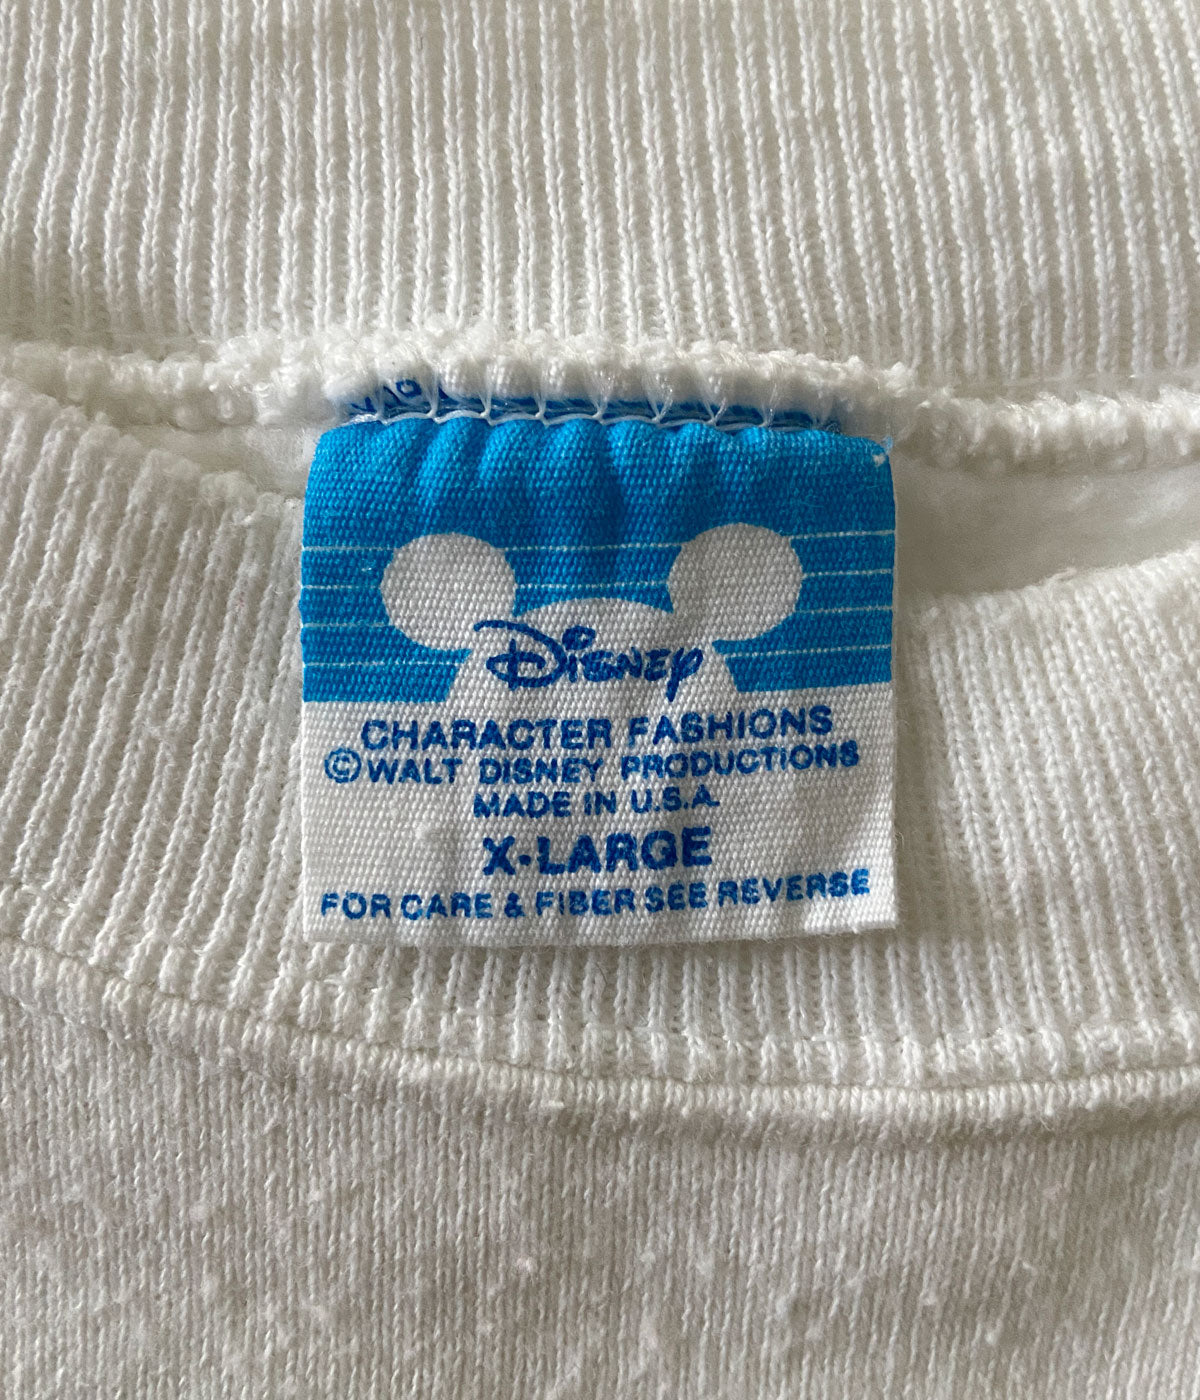 Disney
CHARACTER FASHIONS
©WALT DISNEY PRODUCTIONS
MADE IN U.S.A.
X-LARGE
FOR CARE & FIBER SEE REVERSE